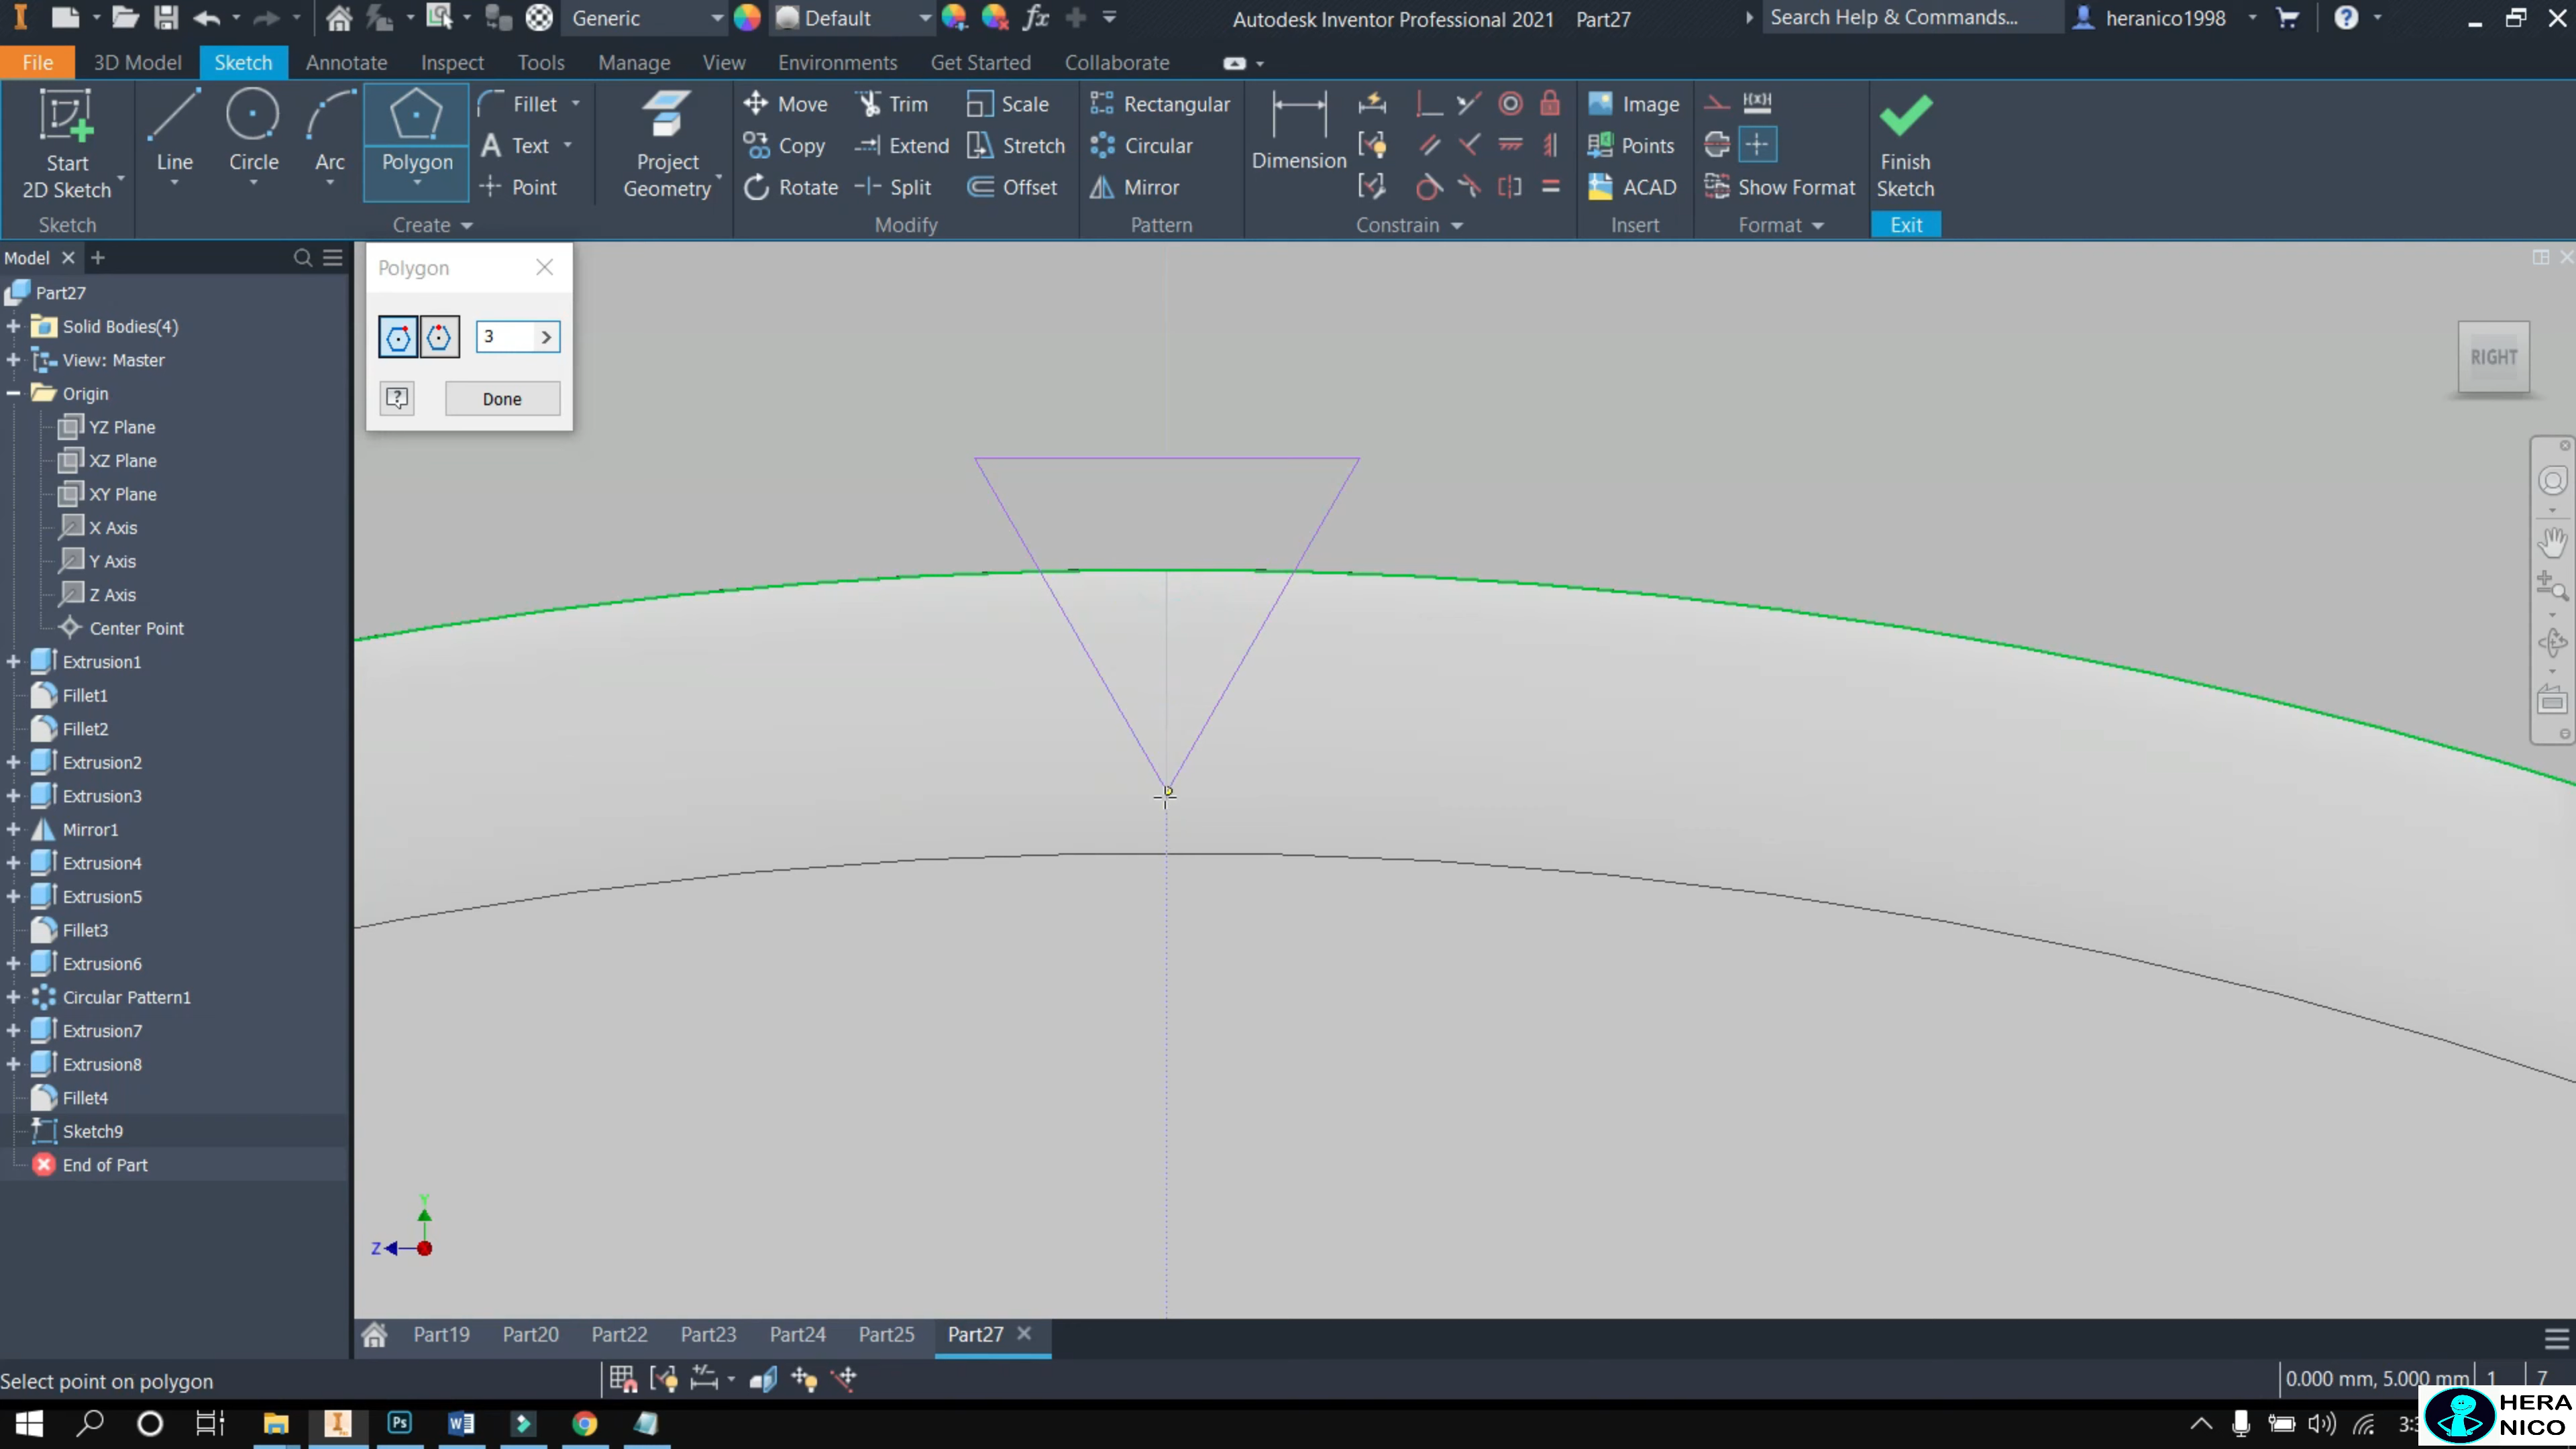 Generic
Default
Autodesk Inventor Professional 2021 Part27
Search Help & Commands...
heranico1998
File 3D Model Sketch Annotate Inspect Tools Manage View Environments Get Started Collaborate
Start
2D Sketch
Line
Circle
Arc
Polygon
Fillet
Text
Point
Project
Geometry
Move
Copy
Rotate
Trim
Extend
Split
Scale
Stretch
Offset
Rectangular
Circular
Mirror
Dimension
Image
Points
ACAD
Show Format
Finish
Sketch
Sketch Create Modify Pattern Constrain Insert Format Exit
Model
Part27
Solid Bodies(4)
View: Master
Origin
YZ Plane
XZ Plane
XY Plane
X Axis
Y Axis
Z Axis
Center Point
Extrusion1
Fillet1
Fillet2
Extrusion2
Extrusion3
Mirror1
Extrusion4
Extrusion5
Fillet3
Extrusion6
Circular Pattern1
Extrusion7
Extrusion8
Fillet4
Sketch9
End of Part
Polygon
3
Done
RIGHT
Y
Z
Part19 Part20 Part22 Part23 Part24 Part25 Part27
Select point on polygon
0.000 mm, 5.000 mm 1 7
HERA
NICO